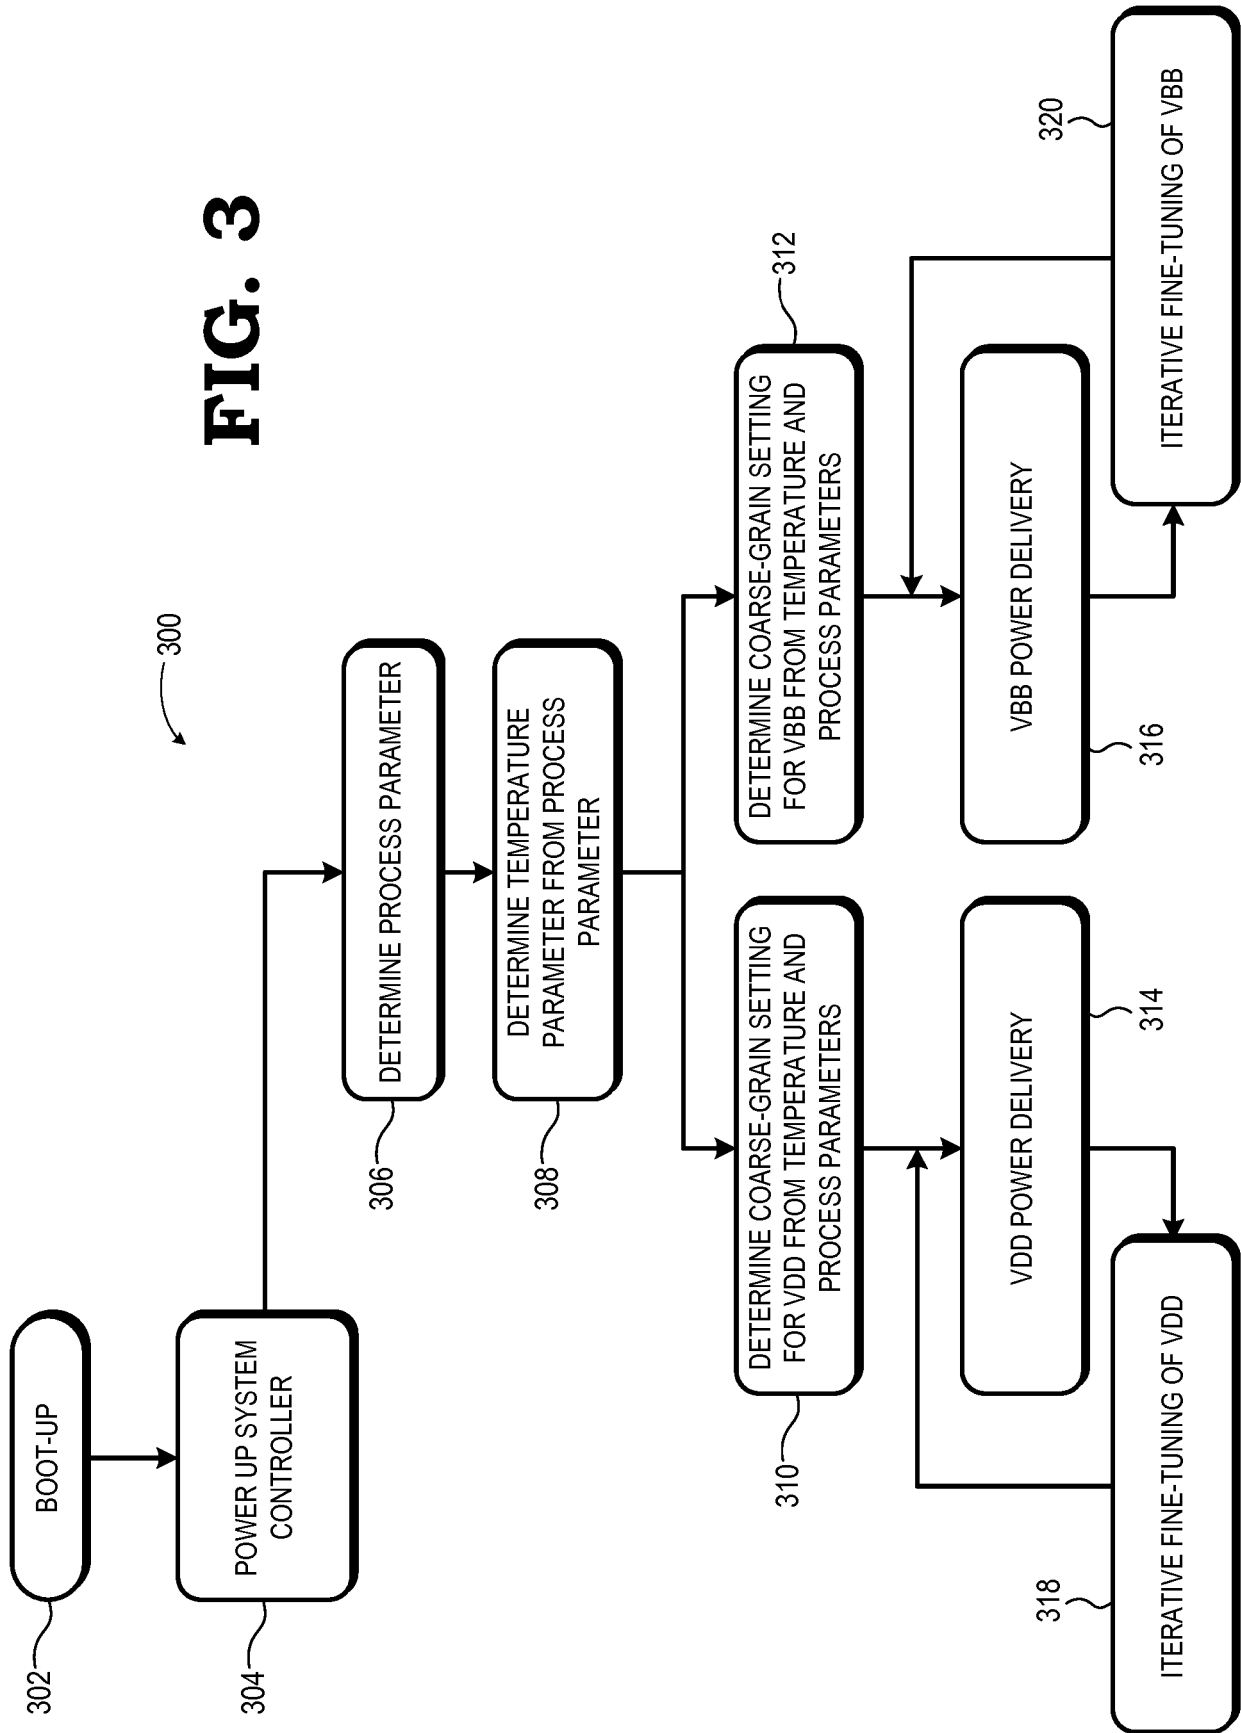 FIG. 3
300
302
BOOT-UP
304
POWER UP SYSTEM
CONTROLLER
306
DETERMINE PROCESS PARAMETER
308
DETERMINE TEMPERATURE
PARAMETER FROM PROCESS
PARAMETER
310
DETERMINE COARSE-GRAIN SETTING
FOR VDD FROM TEMPERATURE AND
PROCESS PARAMETERS
312
DETERMINE COARSE-GRAIN SETTING
FOR VBB FROM TEMPERATURE AND
PROCESS PARAMETERS
VDD POWER DELIVERY
314
VBB POWER DELIVERY
316
318
ITERATIVE FINE-TUNING OF VDD
320
ITERATIVE FINE-TUNING OF VBB